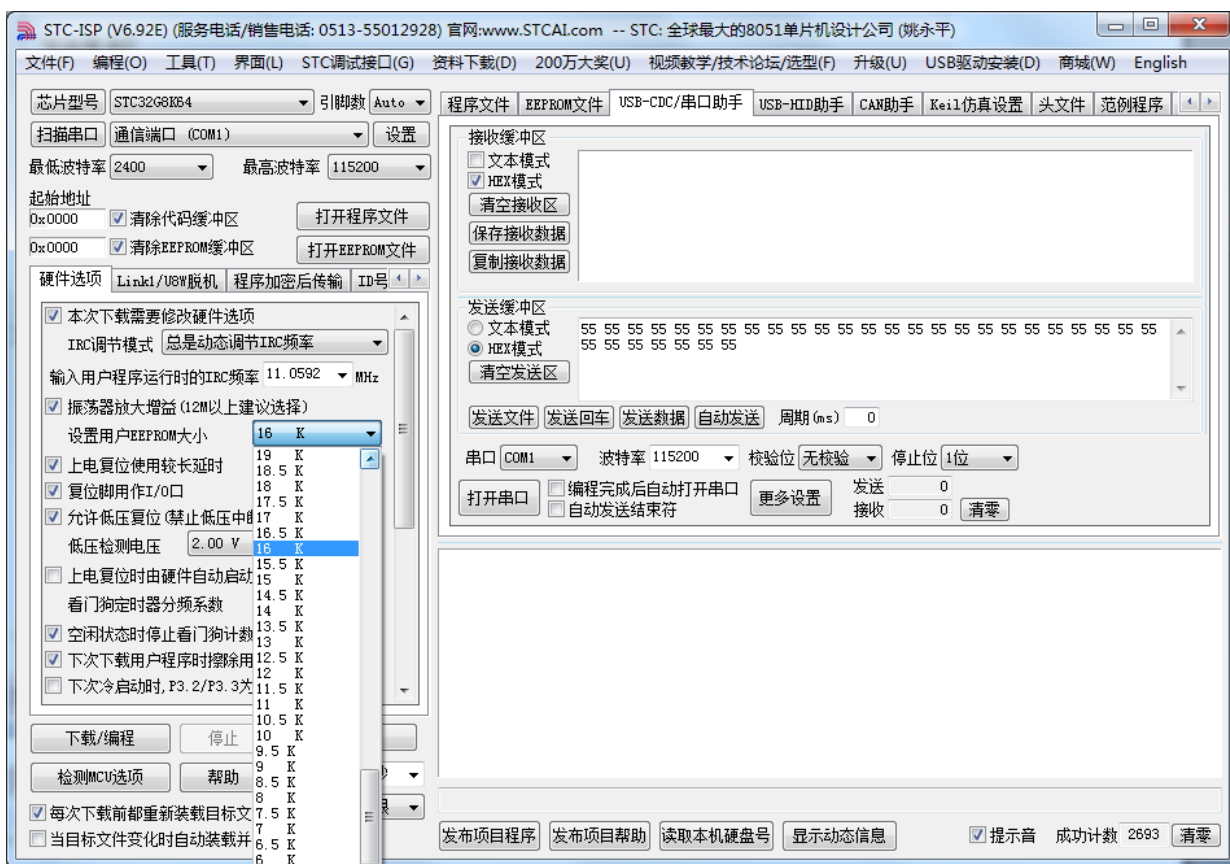 STC-ISP (V6.92E) (服务电话/销售电话: 0513-55012928) 官网:www.STCAI.com -- STC: 全球最大的8051单片机设计公司 (姚永平)
文件(F) 编程(O) 工具(T) 界面(L) STC调试接口(G) 资料下载(D) 200万大奖(U) 视频教学/技术论坛/选型(F) 升级(U) USB驱动安装(D) 商城(W) English
芯片型号 STC32G8K64 引脚数 Auto
扫描串口 通信端口 (COM1) 设置
最低波特率 2400 最高波特率 115200
起始地址
0x0000 清除代码缓冲区 打开程序文件
0x0000 清除EEPROM缓冲区 打开EEPROM文件
硬件选项 Link1/U8W脱机 程序加密后传输 ID号
本次下载需要修改硬件选项
IRC调节模式 总是动态调节IRC频率
输入用户程序运行时的IRC频率 11.0592 MHz
振荡器放大增益(12M以上建议选择)
设置用户EEPROM大小 16 K
上电复位使用较长延时
复位脚用作I/O口
允许低压复位(禁止低压中
低压检测电压 2.00 V
上电复位时由硬件自动启动
看门狗定时器分频系数
空闲状态时停止看门狗计数
下次下载用户程序时擦除用
下次冷启动时,P3.2/P3.3为
19 K
18.5 K
18 K
17.5 K
17 K
16.5 K
16 K
15.5 K
15 K
14.5 K
14 K
13.5 K
13 K
12.5 K
12 K
11.5 K
11 K
10.5 K
10 K
9.5 K
9 K
8.5 K
8 K
7.5 K
7 K
6.5 K
6 K
下载/编程 停止
检测MCU选项 帮助
每次下载前都重新装载目标文
当目标文件变化时自动装载并
程序文件 EEPROM文件 USB-CDC/串口助手 USB-HID助手 CAN助手 Keil仿真设置 头文件 范例程序
接收缓冲区
文本模式
HEX模式
清空接收区
保存接收数据
复制接收数据
发送缓冲区
文本模式
HEX模式
清空发送区
55 55 55 55 55 55 55 55 55 55 55 55 55 55 55 55 55 55 55 55 55 55 55 55 55
55 55 55 55 55 55 55
发送文件 发送回车 发送数据 自动发送 周期(ms) 0
串口 COM1 波特率 115200 校验位 无校验 停止位 1位
打开串口 编程完成后自动打开串口 更多设置 发送 0
自动发送结束符 接收 0 清零
发布项目程序 发布项目帮助 读取本机硬盘号 显示动态信息 提示音 成功计数 2693 清零